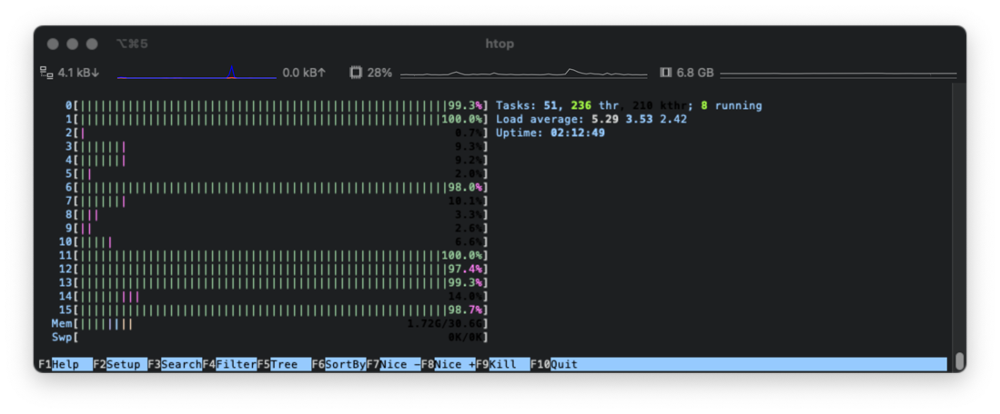 ⌥⌘5 htop
4.1 kB↓ 0.0 kB↑ 28% 6.8 GB
0[||||||||||||||||||||||||||||||||||||||||||||||||||||||99.3%] Tasks: 51, 236 thr, 210 kthr; 8 running
1[|||||||||||||||||||||||||||||||||||||||||||||||||||||100.0%] Load average: 5.29 3.53 2.42
2[| 0.7%] Uptime: 02:12:49
3[||||||| 9.3%]
4[||||||| 9.2%]
5[|| 2.0%]
6[||||||||||||||||||||||||||||||||||||||||||||||||||||||98.0%]
7[||||||| 10.1%]
8[||| 3.3%]
9[|| 2.6%]
10[||||| 6.6%]
11[|||||||||||||||||||||||||||||||||||||||||||||||||||||100.0%]
12[||||||||||||||||||||||||||||||||||||||||||||||||||||||97.4%]
13[||||||||||||||||||||||||||||||||||||||||||||||||||||||99.3%]
14[||||||||| 14.0%]
15[||||||||||||||||||||||||||||||||||||||||||||||||||||||98.7%]
Mem[|||||||| 1.72G/30.6G]
Swp[ 0K/0K]
F1Help F2Setup F3SearchF4FilterF5Tree F6SortByF7Nice -F8Nice +F9Kill F10Quit